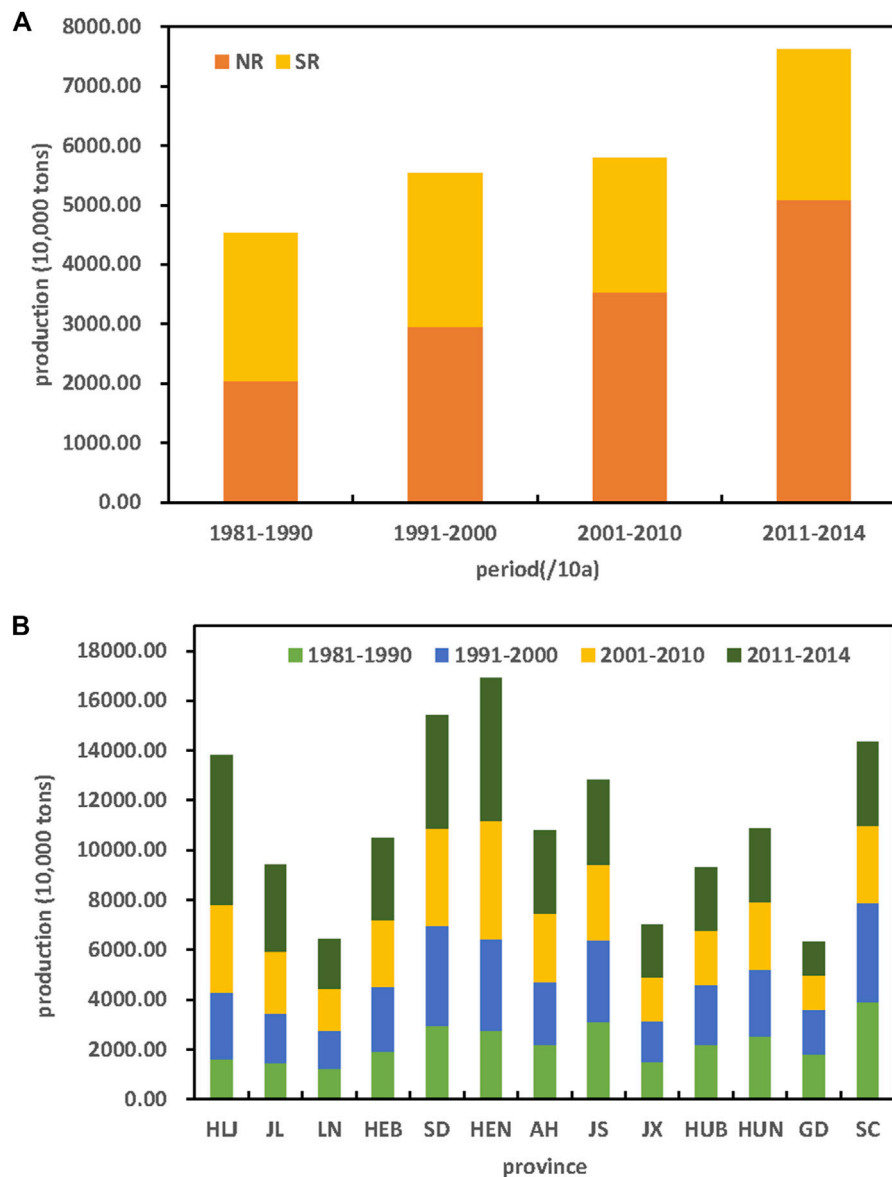 A
8000.00
NR SR
7000.00
6000.00
5000.00
4000.00
3000.00
2000.00
1000.00
0.00
production (10,000 tons)
1981-1990 1991-2000 2001-2010 2011-2014
period(/10a)
B
18000.00
1981-1990 1991-2000 2001-2010 2011-2014
16000.00
14000.00
12000.00
10000.00
8000.00
6000.00
4000.00
2000.00
0.00
production (10,000 tons)
HLJ JL LN HEB SD HEN AH JS JX HUB HUN GD SC
province